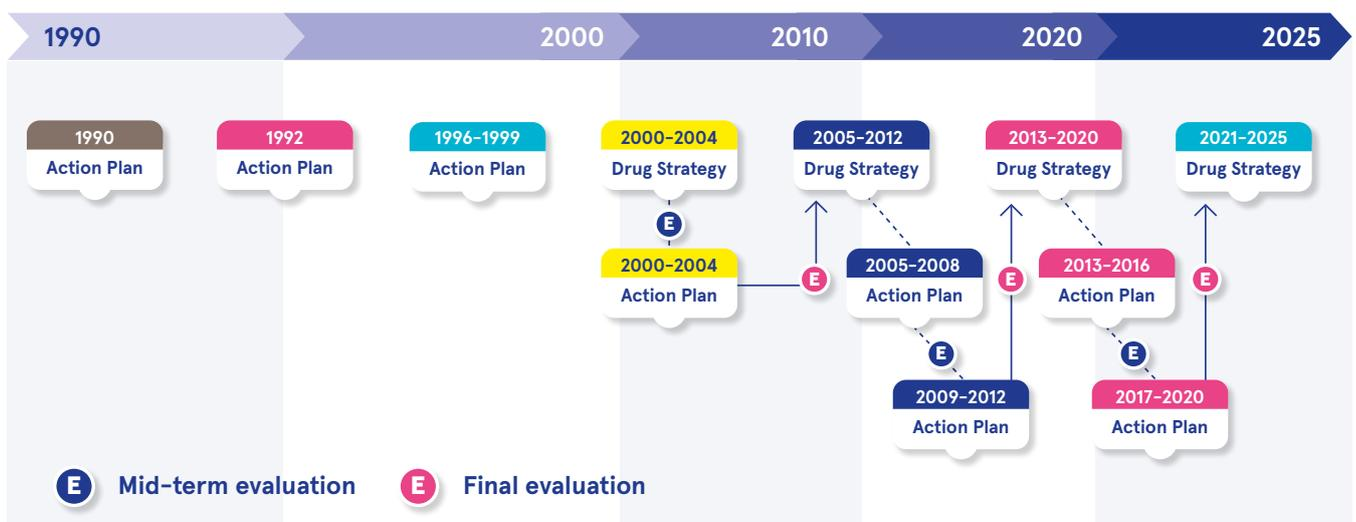 1990
2000
2010
2020
2025
1990
Action Plan
1992
Action Plan
1996–1999
Action Plan
2000–2004
Drug Strategy
2005–2012
Drug Strategy
2013–2020
Drug Strategy
2021–2025
Drug Strategy
E
2000–2004
Action Plan
E
2005–2008
Action Plan
E
2013–2016
Action Plan
E
E
E
2009–2012
Action Plan
2017–2020
Action Plan
E Mid-term evaluation
E Final evaluation